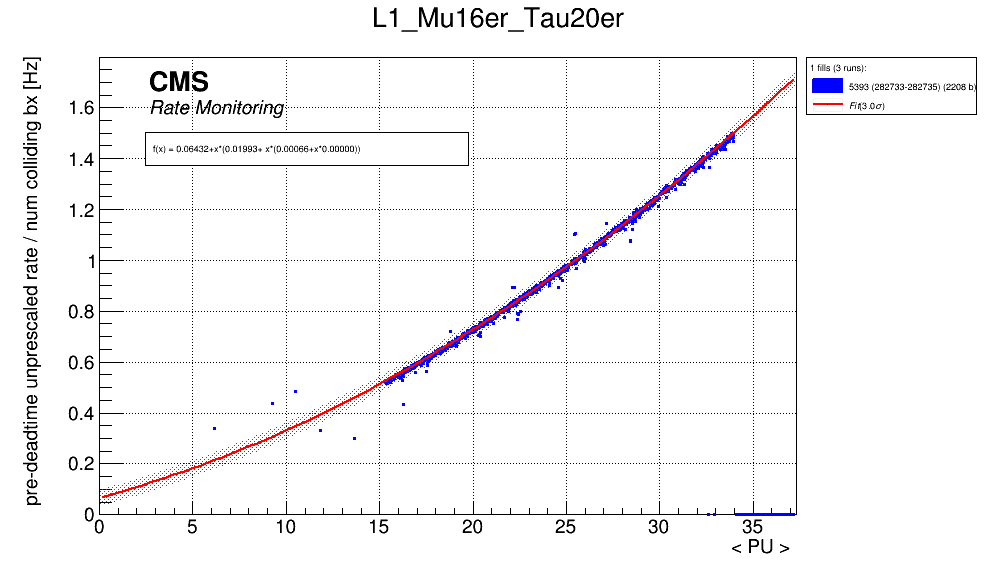 L1_Mu16er_Tau20er
pre-deadtime unprescaled rate / num colliding bx [Hz]
CMS
Rate Monitoring
f(x) = 0.06432+x*(0.01993+ x*(0.00066+x*0.00000))
1.6
1.4
1.2
1
0.8
0.6
0.4
0.2
0
0 5 10 15 20 25 30 35
< PU >
1 fills (3 runs):
5393 (282733-282735) (2208 b)
Fit(3.0σ)